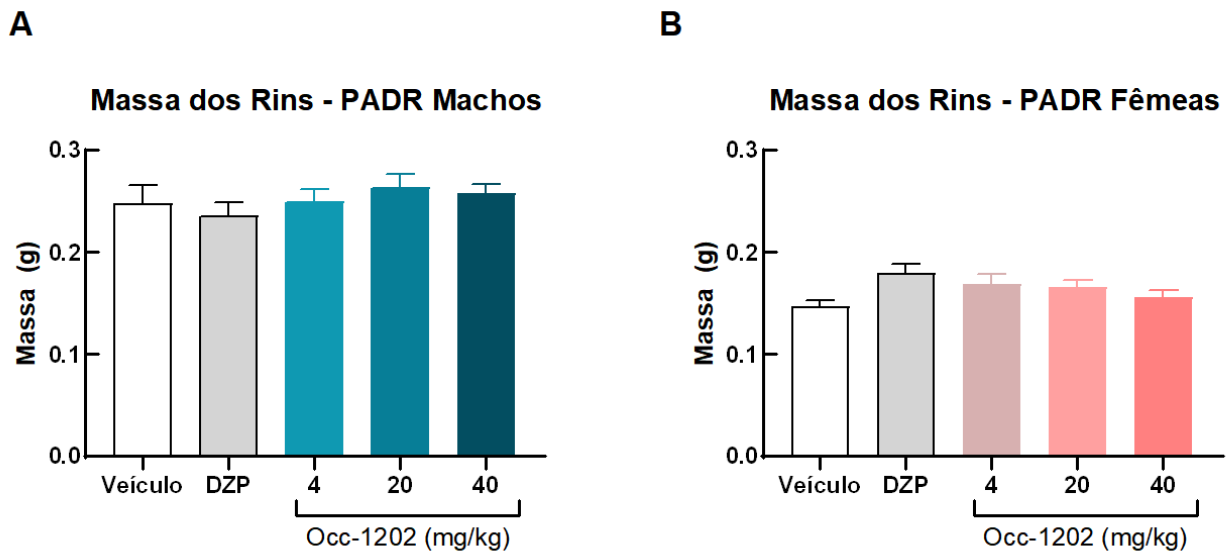 A
Massa dos Rins - PADR Machos
Massa (g)
0.3
0.2
0.1
0.0
Veículo DZP 4 20 40
Occ-1202 (mg/kg)
B
Massa dos Rins - PADR Fêmeas
Massa (g)
0.3
0.2
0.1
0.0
Veículo DZP 4 20 40
Occ-1202 (mg/kg)